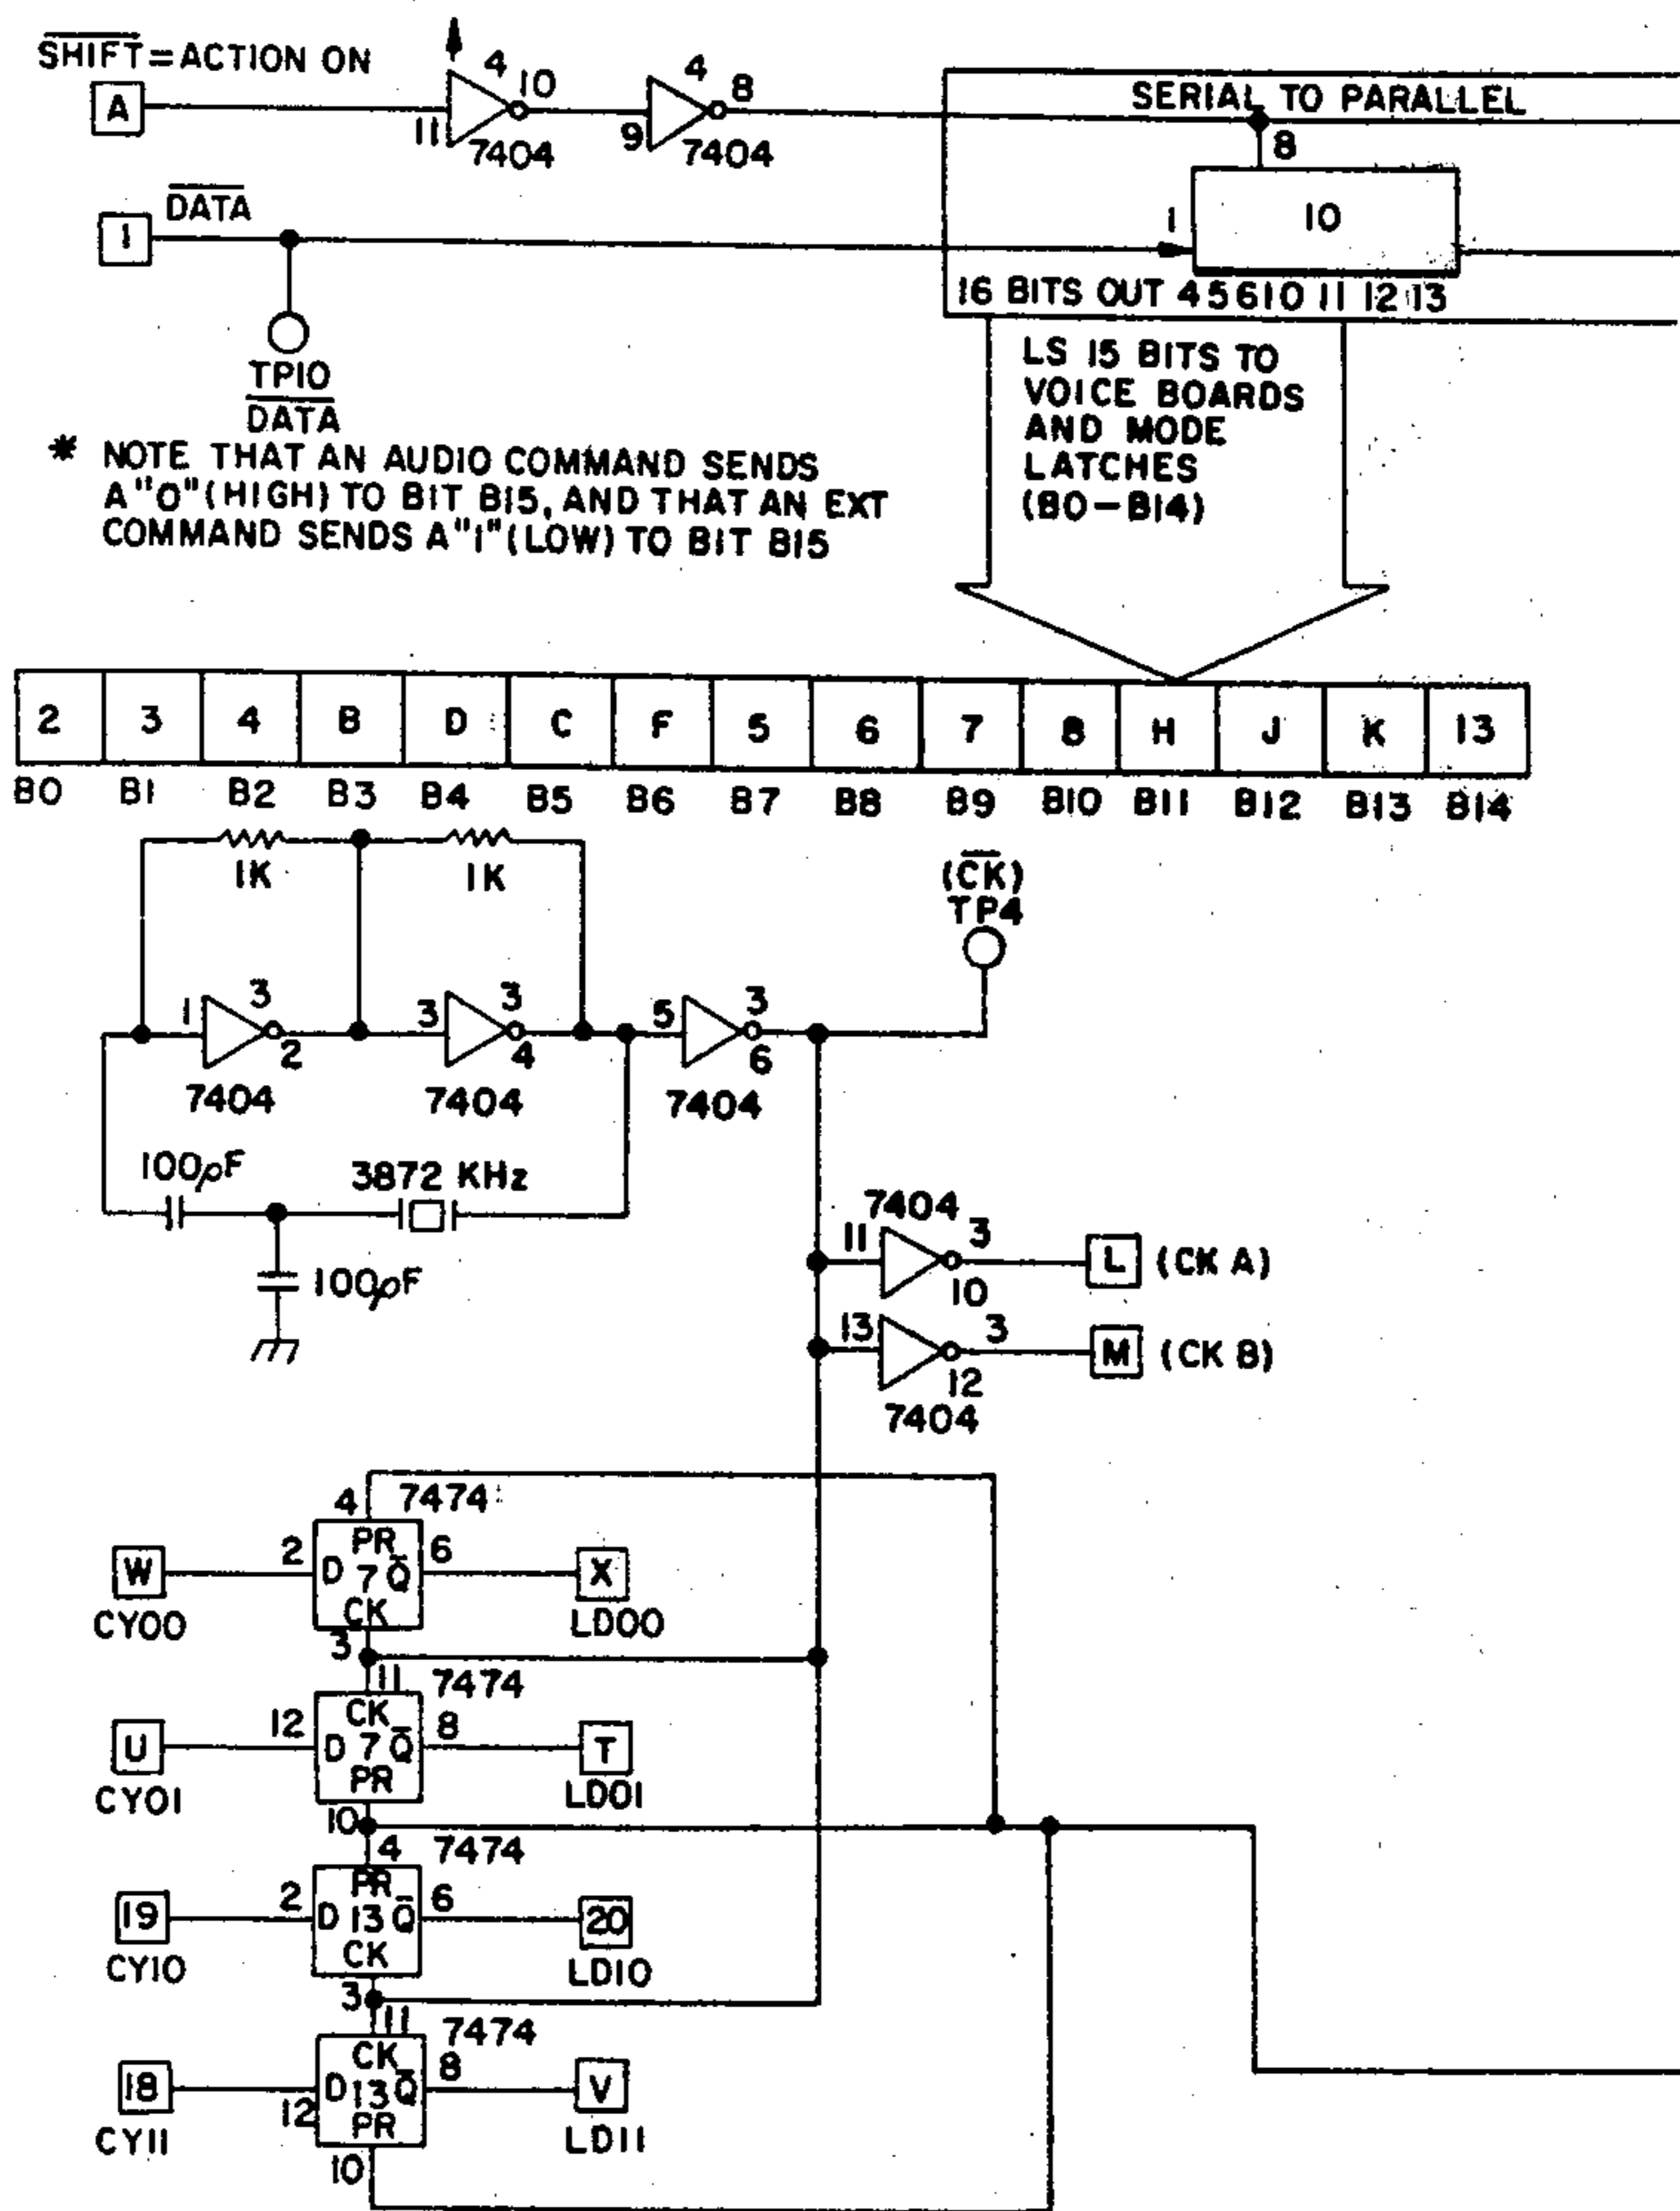 SHIFT=ACTION ON
A
11
4
10
7404
9
4
8
7404
SERIAL TO PARALLEL
8
1
DATA
1
10
16 BITS OUT 4 5 6 10 11 12 13
TP10
DATA
LS 15 BITS TO
VOICE BOARDS
AND MODE
LATCHES
(B0-B14)
* NOTE THAT AN AUDIO COMMAND SENDS
A "0" (HIGH) TO BIT B15, AND THAT AN EXT
COMMAND SENDS A "1" (LOW) TO BIT B15
2 3 4 B D C F 5 6 7 8 H J K 13
B0 B1 B2 B3 B4 B5 B6 B7 B8 B9 B10 B11 B12 B13 B14
1K
1K
(CK)
TP4
1
3
2
7404
3
3
4
7404
5
3
6
7404
100pF
3872 KHz
100pF
7404
11
3
10
L
(CK A)
13
3
12
M
(CK B)
7404
4
7474
W
2
PR
D 7 Q
CK
6
X
CY00
3
LD00
11
7474
U
12
CK
D 7 Q
PR
8
T
CY01
10
LD01
4
7474
19
2
PR
D 13 Q
CK
6
20
CY10
3
LD10
11
7474
18
12
CK
D 13 Q
PR
8
V
CY11
10
LD11